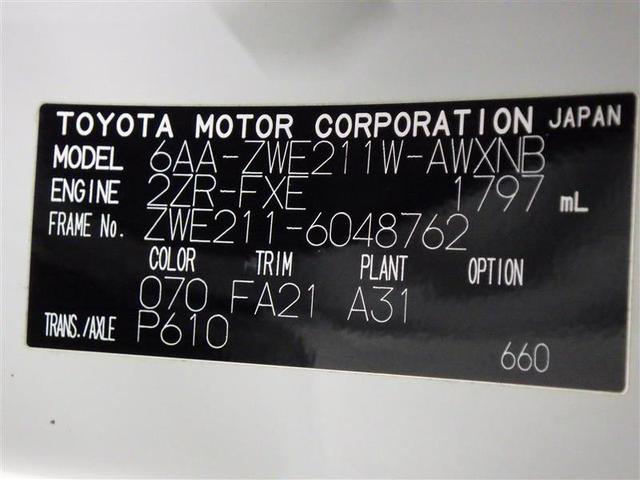 TOYOTA MOTOR CORPORATION JAPAN
MODEL 6AA-ZWE211W-AWXNB
ENGINE 2ZR-FXE 1797 mL
FRAME No. ZWE211-6048762
COLOR TRIM PLANT OPTION
070 FA21 A31
TRANS./AXLE P610
660